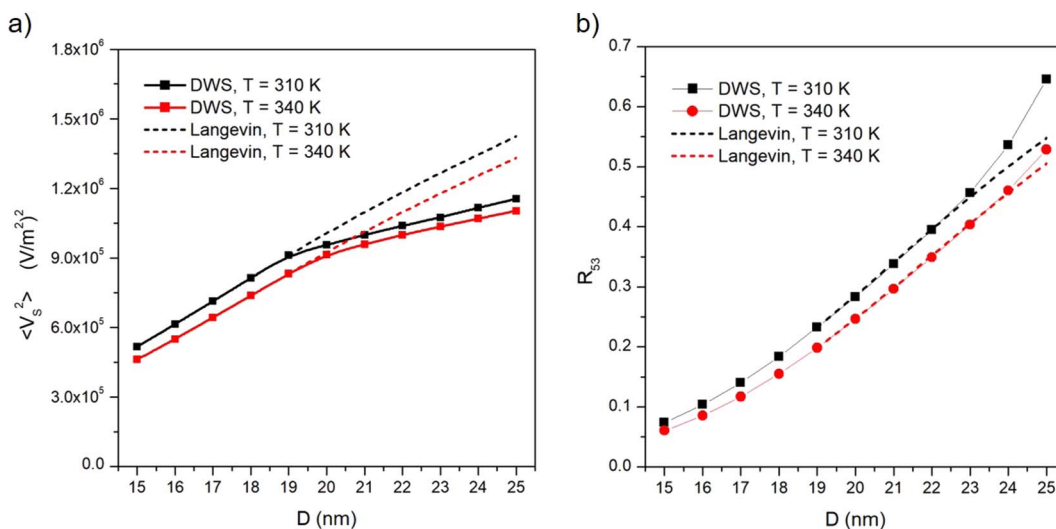 a)
<V_S^2> (V/m)^2
1.8x10^6
1.5x10^6
1.2x10^6
9.0x10^5
6.0x10^5
3.0x10^5
0.0
DWS, T = 310 K
DWS, T = 340 K
Langevin, T = 310 K
Langevin, T = 340 K
15 16 17 18 19 20 21 22 23 24 25
D (nm)
b)
R_53
0.7
0.6
0.5
0.4
0.3
0.2
0.1
0.0
DWS, T = 310 K
DWS, T = 340 K
Langevin, T = 310 K
Langevin, T = 340 K
15 16 17 18 19 20 21 22 23 24 25
D (nm)